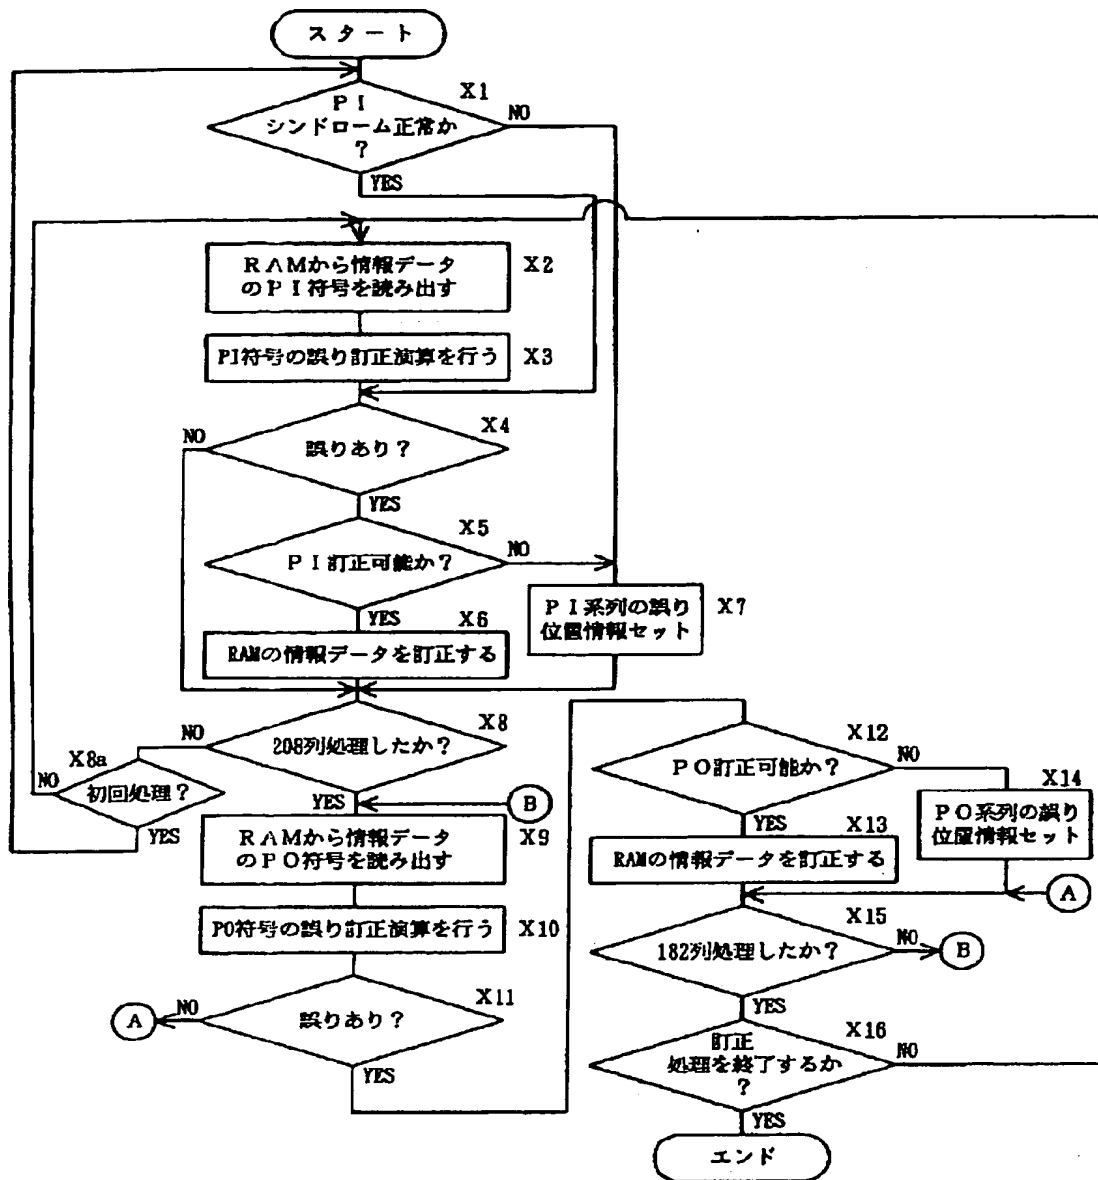 スタート
X1
PI
シンドローム正常か
?
NO
YES
RAMから情報データ
のPI符号を読み出す
X2
PI符号の誤り訂正演算を行う
X3
X4
NO
誤りあり?
YES
X5
PI訂正可能か?
NO
YES
X6
RAMの情報データを訂正する
PI系列の誤り
位置情報セット
X7
X8
NO
208列処理したか?
X8a
NO
初回処理?
YES
YES
B
RAMから情報データ
のPO符号を読み出す
X9
PO符号の誤り訂正演算を行う
X10
X11
A
NO
誤りあり?
YES
X12
PO訂正可能か?
NO
X14
YES
X13
RAMの情報データを訂正する
PO系列の誤り
位置情報セット
A
X15
182列処理したか?
NO
B
YES
X16
訂正
処理を終了するか
?
NO
YES
エンド